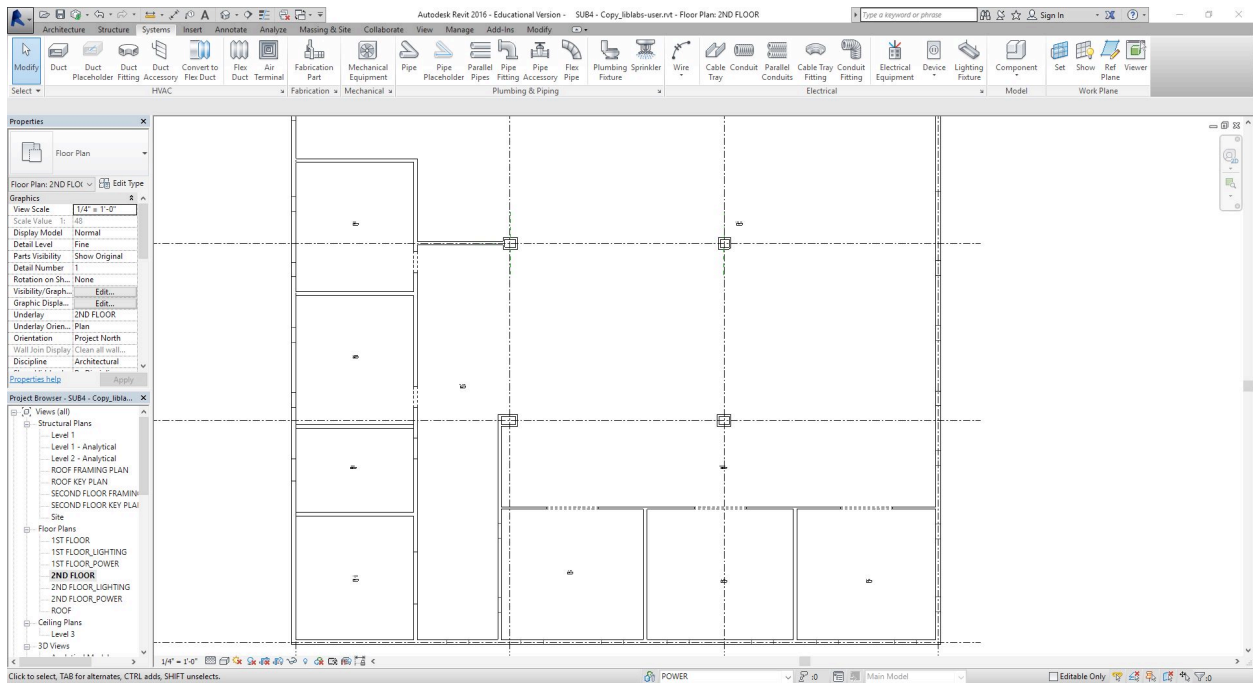 Autodesk Revit 2016 - Educational Version - SUB4 - Copy_liblabs-user.rvt - Floor Plan: 2ND FLOOR
Type a keyword or phrase
Sign In
Architecture Structure Systems Insert Annotate Analyze Massing & Site Collaborate View Manage Add-Ins Modify
Modify Duct Duct Placeholder Duct Fitting Duct Accessory Convert to Flex Duct Flex Duct Air Terminal Fabrication Part Mechanical Equipment Pipe Pipe Placeholder Parallel Pipes Pipe Fitting Pipe Accessory Flex Pipe Plumbing Fixture Sprinkler Wire Cable Tray Conduit Parallel Conduits Cable Tray Fitting Conduit Fitting Electrical Equipment Device Lighting Fixture Component Set Show Ref Plane Viewer
Select HVAC Fabrication Mechanical Plumbing & Piping Electrical Model Work Plane
Properties
Floor Plan
Floor Plan: 2ND FLO Edit Type
Graphics
View Scale 1/4" = 1'-0"
Scale Value 1: 48
Display Model Normal
Detail Level Fine
Parts Visibility Show Original
Detail Number 1
Rotation on Sh... None
Visibility/Graph... Edit...
Graphic Displa... Edit...
Underlay 2ND FLOOR
Underlay Orien... Plan
Orientation Project North
Wall Join Display Clean all wall...
Discipline Architectural
Properties help Apply
Project Browser - SUB4 - Copy_libla...
Views (all)
Structural Plans
Level 1
Level 1 - Analytical
Level 2 - Analytical
ROOF FRAMING PLAN
ROOF KEY PLAN
SECOND FLOOR FRAMIN
SECOND FLOOR KEY PLA
Site
Floor Plans
1ST FLOOR
1ST FLOOR_LIGHTING
1ST FLOOR_POWER
2ND FLOOR
2ND FLOOR_LIGHTING
2ND FLOOR_POWER
ROOF
Ceiling Plans
Level 3
3D Views
1/4" = 1'-0"
Click to select, TAB for alternates, CTRL adds, SHIFT unselects.
POWER
:0
Main Model
Editable Only
:0